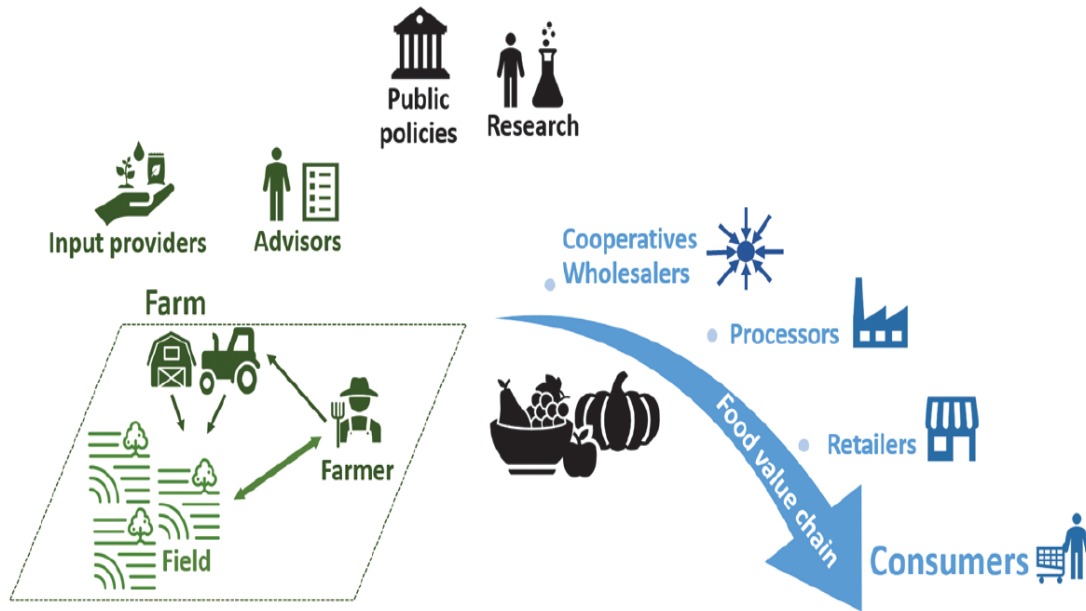 Public
policies
Research
Input providers
Advisors
Cooperatives
Wholesalers
Farm
Processors
Food value chain
Retailers
Farmer
Field
Consumers